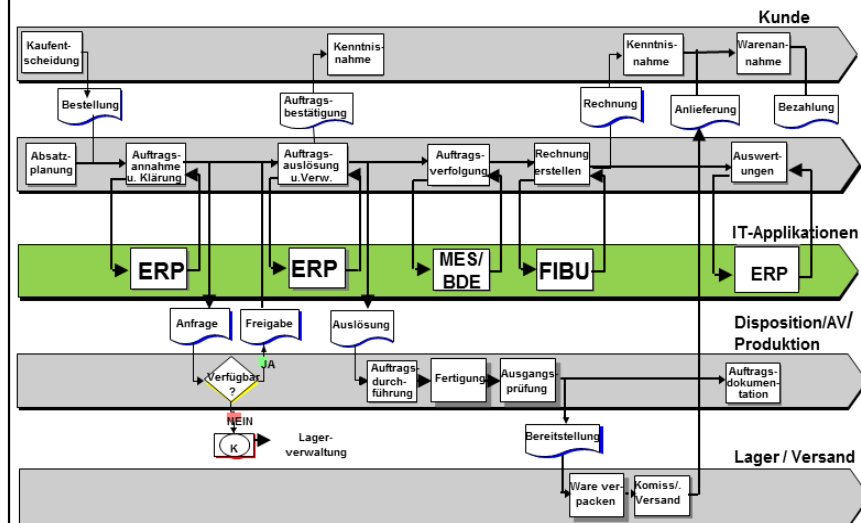 Kunde
Kaufent-
scheidung
Kenntnis-
nahme
Kenntnis-
nahme
Warenan-
nahme
Bestellung
Auftrags-
bestätigung
Rechnung
Anlieferung
Bezahlung
Absatz-
planung
Auftrags-
annahme
u. Klärung
Auftrags-
auslösung
u.Verw.
Auftrags-
verfolgung
Rechnung
erstellen
Auswert-
ungen
IT-Applikationen
ERP
ERP
MES/
BDE
FIBU
ERP
Anfrage
Freigabe
Auslösung
Disposition/AV/
Produktion
Verfügbar
?
JA
NEIN
K
Lager-
verwaltung
Auftrags-
durch-
führung
Fertigung
Ausgangs-
prüfung
Auftrags-
dokumen-
tation
Bereitstellung
Lager / Versand
Ware ver-
packen
Komiss/.
Versand